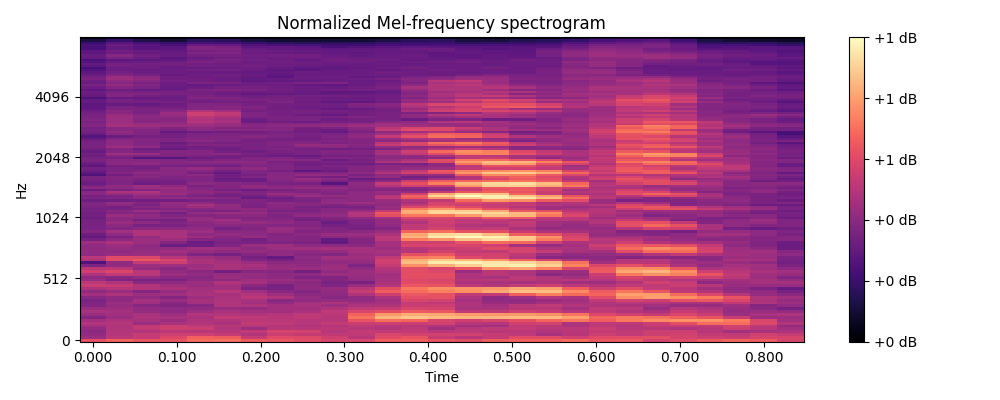 Normalized Mel-frequency spectrogram
Hz
4096
2048
1024
512
0
0.000 0.100 0.200 0.300 0.400 0.500 0.600 0.700 0.800
Time
+1 dB
+1 dB
+1 dB
+0 dB
+0 dB
+0 dB